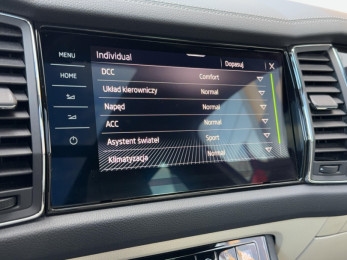 MENU
HOME
Individual
Dopasuj
X
DCC Comfort
Układ kierowniczy Normal
Napęd Normal
ACC Normal
Asystent świateł Sport
Klimatyzacja Normal